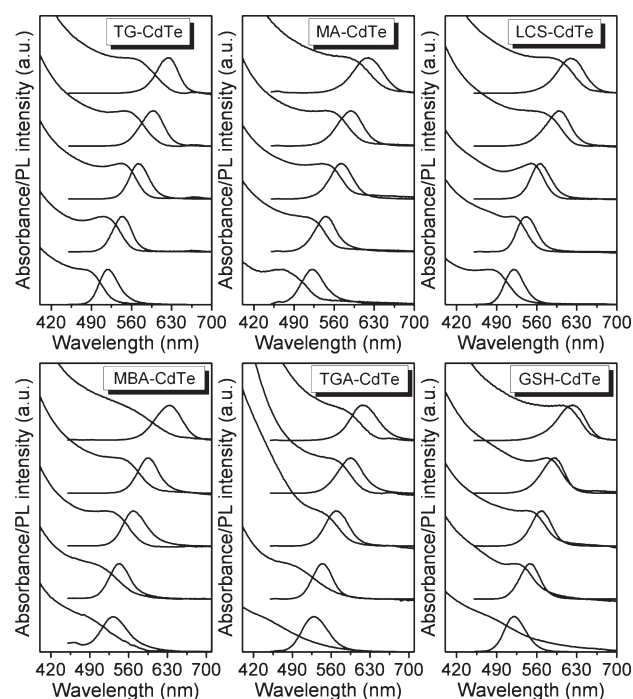 TG-CdTe
MA-CdTe
LCS-CdTe
Absorbance/PL intensity (a.u.)
Absorbance/PL intensity (a.u.)
Absorbance/PL intensity (a.u.)
420 490 560 630 700
420 490 560 630 700
420 490 560 630 700
Wavelength (nm)
Wavelength (nm)
Wavelength (nm)
MBA-CdTe
TGA-CdTe
GSH-CdTe
Absorbance/PL intensity (a.u.)
Absorbance/PL intensity (a.u.)
Absorbance/PL intensity (a.u.)
420 490 560 630 700
420 490 560 630 700
420 490 560 630 700
Wavelength (nm)
Wavelength (nm)
Wavelength (nm)